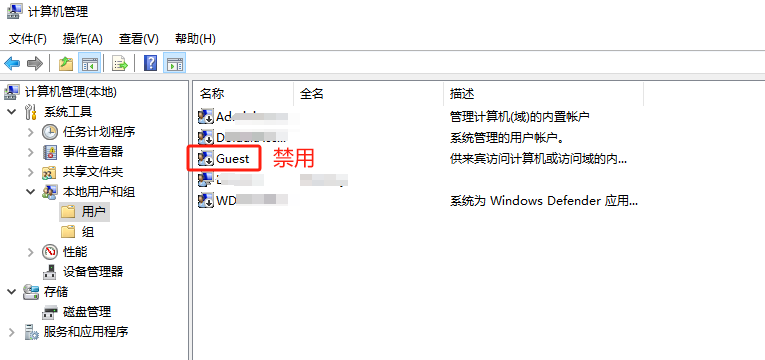 计算机管理
文件(F) 操作(A) 查看(V) 帮助(H)
计算机管理(本地)
系统工具
任务计划程序
事件查看器
共享文件夹
本地用户和组
用户
组
性能
设备管理器
存储
磁盘管理
服务和应用程序
名称 全名 描述
管理计算机(域)的内置帐户
系统管理的用户帐户。
Guest 禁用 供来宾访问计算机或访问域的内...
WD 系统为 Windows Defender 应用...